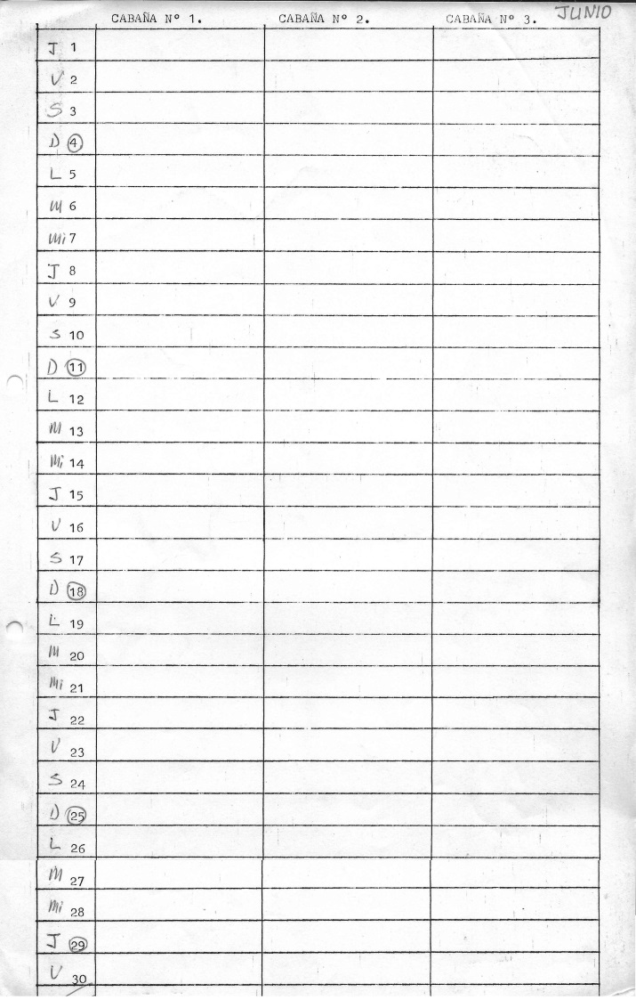 CABAÑA Nº 1. CABAÑA Nº 2. CABAÑA Nº 3. JUNIO
J 1
V 2
S 3
D 4
L 5
M 6
Mi 7
J 8
V 9
S 10
D 11
L 12
M 13
Mi 14
J 15
V 16
S 17
D 18
L 19
M 20
Mi 21
J 22
V 23
S 24
D 25
L 26
M 27
Mi 28
J 29
V 30